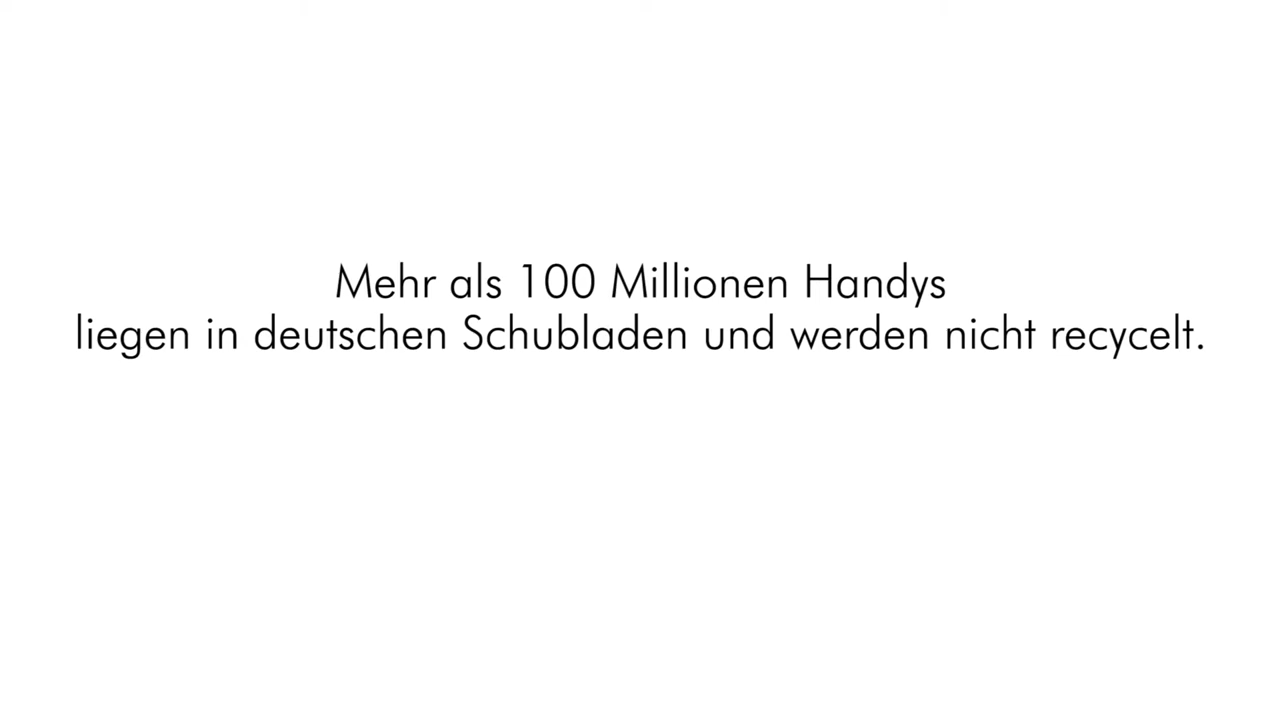 Mehr als 100 Millionen Handys
liegen in deutschen Schubladen und werden nicht recycelt.